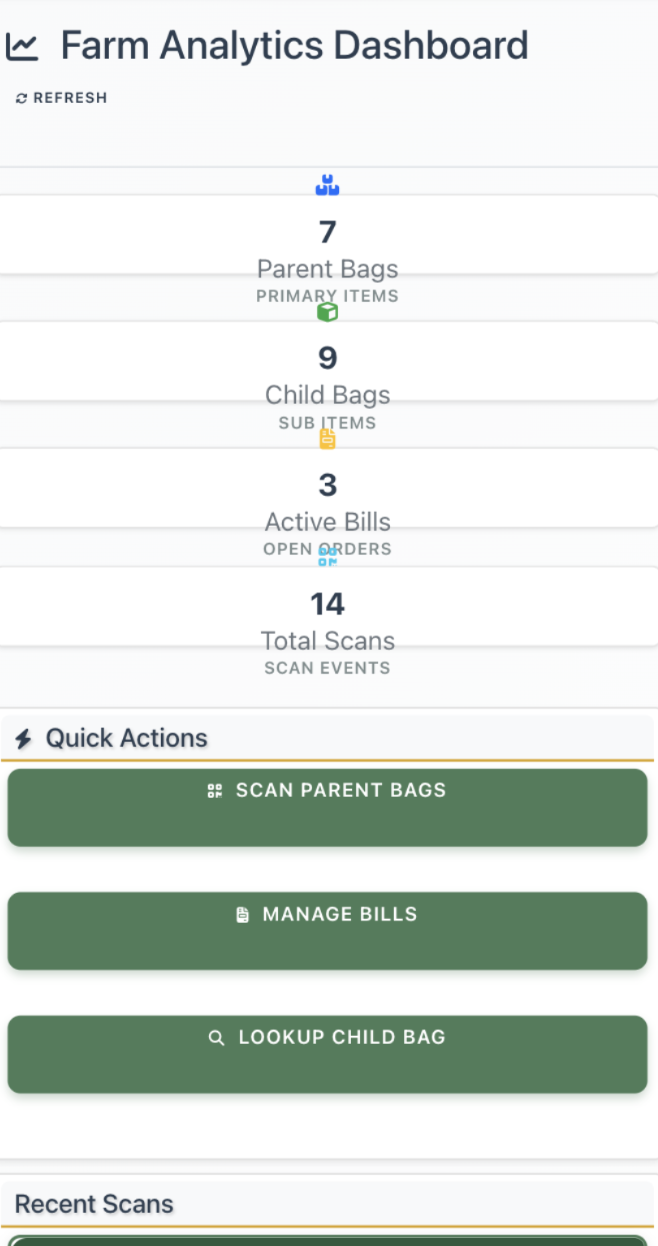 Farm Analytics Dashboard
REFRESH
7
Parent Bags
PRIMARY ITEMS
9
Child Bags
SUB ITEMS
3
Active Bills
OPEN ORDERS
14
Total Scans
SCAN EVENTS
Quick Actions
SCAN PARENT BAGS
MANAGE BILLS
LOOKUP CHILD BAG
Recent Scans